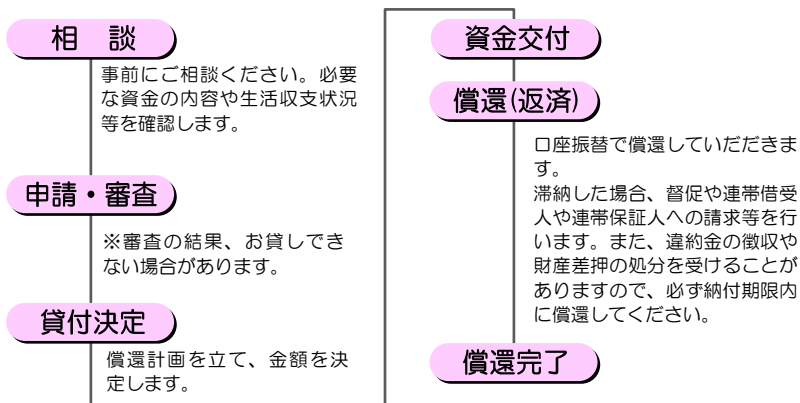 相　談
事前にご相談ください。必要
な資金の内容や生活収支状況
等を確認します。
申請・審査
※審査の結果、お貸しでき
ない場合があります。
貸付決定
償還計画を立て、金額を決
定します。
資金交付
償還(返済)
口座振替で償還していだだきま
す。
滞納した場合、督促や連帯借受
人や連帯保証人への請求等を行
います。また、違約金の徴収や
財産差押の処分を受けることが
ありますので、必ず納付期限内
に償還してください。
償還完了